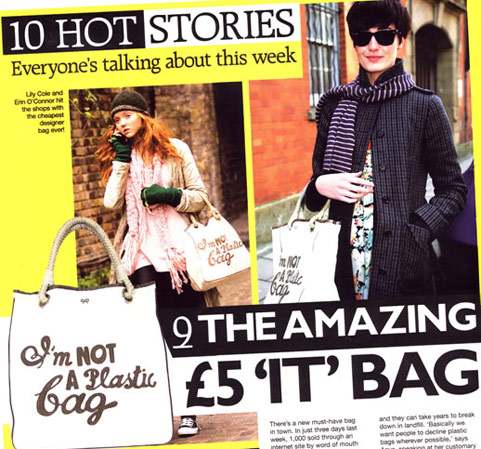 10 HOT STORIES
Everyone's talking about this week
Lily Cole and
Erin O'Connor hit
the shops with
the cheapest
designer
bag ever!
I'm NOT
A Plastic
bag
I'm NOT
A Plastic
bag
I'm NOT
A Plastic
bag
9 THE AMAZING
£5 'IT' BAG
There's a new must-have bag
in town. In just three days last
week, 1,000 sold through an
internet site by word of mouth
and they can take years to break
down in landfill. 'Basically we
want people to decline plastic
bags wherever possible,' says
speaking at her customary